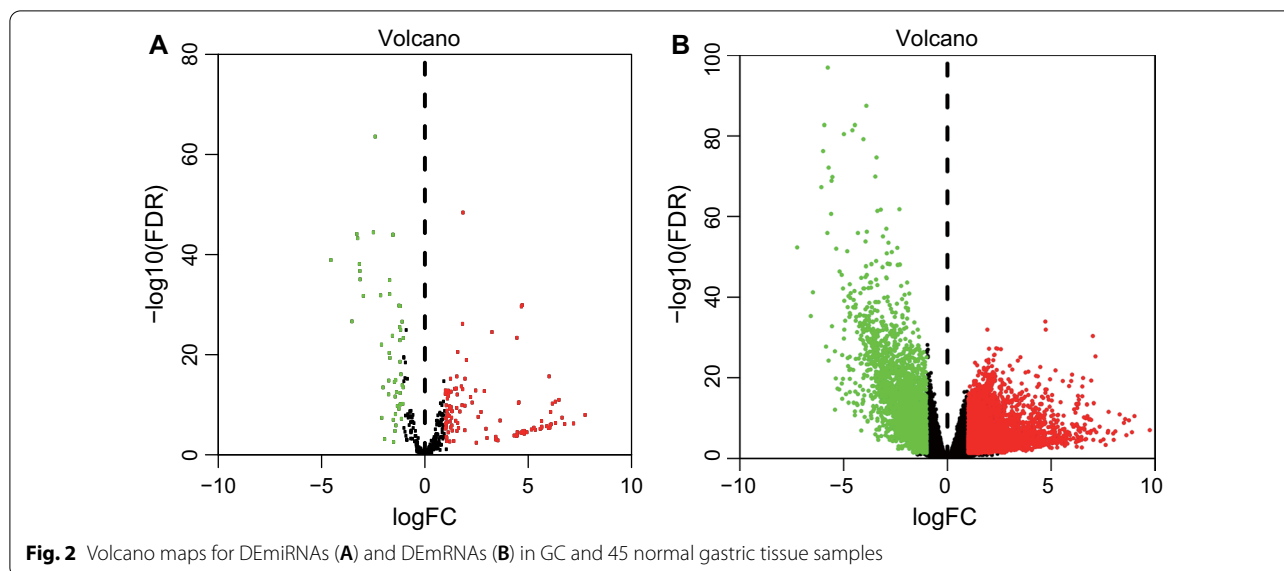 A
Volcano
80
60
40
20
0
−log10(FDR)
−10 −5 0 5 10
logFC
B
Volcano
100
80
60
40
20
0
−log10(FDR)
−10 −5 0 5 10
logFC
Fig. 2 Volcano maps for DEmiRNAs (A) and DEmRNAs (B) in GC and 45 normal gastric tissue samples